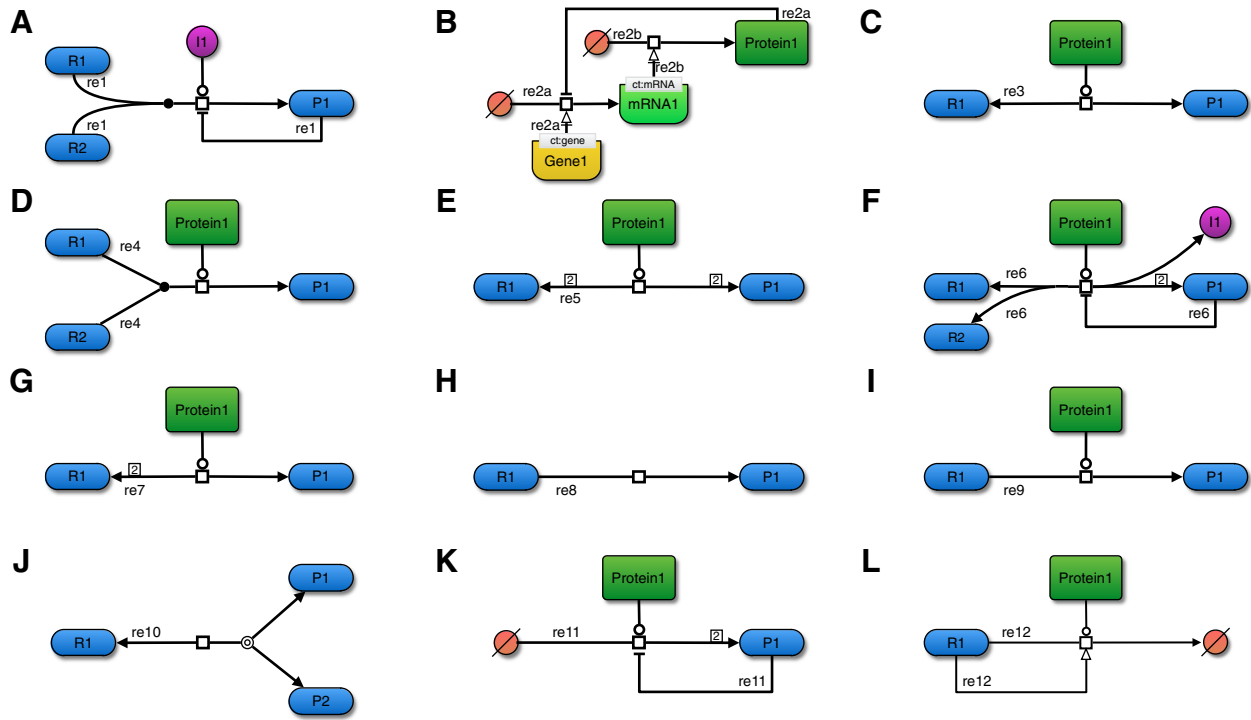 A
I1
R1
re1
P1
re1
re1
R2
B
re2a
re2b
Protein1
re2b
ct:mRNA
re2a
mRNA1
re2a
ct:gene
Gene1
C
Protein1
R1
re3
P1
D
Protein1
R1
re4
P1
re4
R2
E
Protein1
2
2
R1
P1
re5
F
Protein1
I1
re6
R1
2
P1
re6
re6
R2
G
Protein1
2
R1
P1
re7
H
R1
P1
re8
I
Protein1
R1
P1
re9
J
P1
re10
R1
P2
K
Protein1
re11
2
P1
re11
L
Protein1
R1
re12
re12